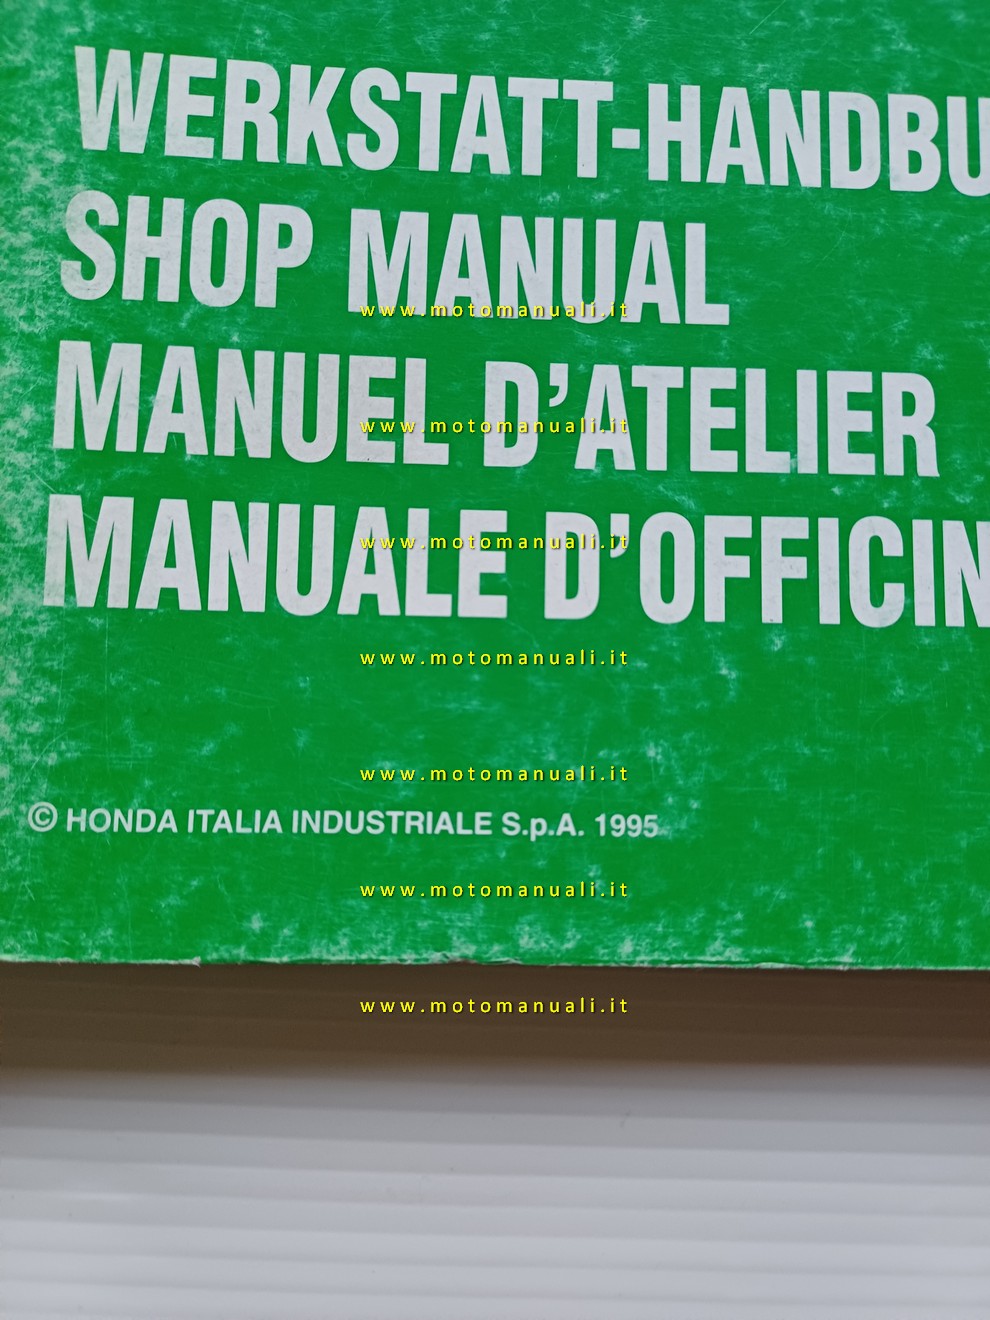 WERKSTATT-HANDBU
SHOP MANUAL
www.motomanuali.it
MANUEL D'ATELIER
www.motomanuali.it
MANUALE D'OFFICIN
www.motomanuali.it
www.motomanuali.it
www.motomanuali.it
© HONDA ITALIA INDUSTRIALE S.p.A. 1995
www.motomanuali.it
www.motomanuali.it